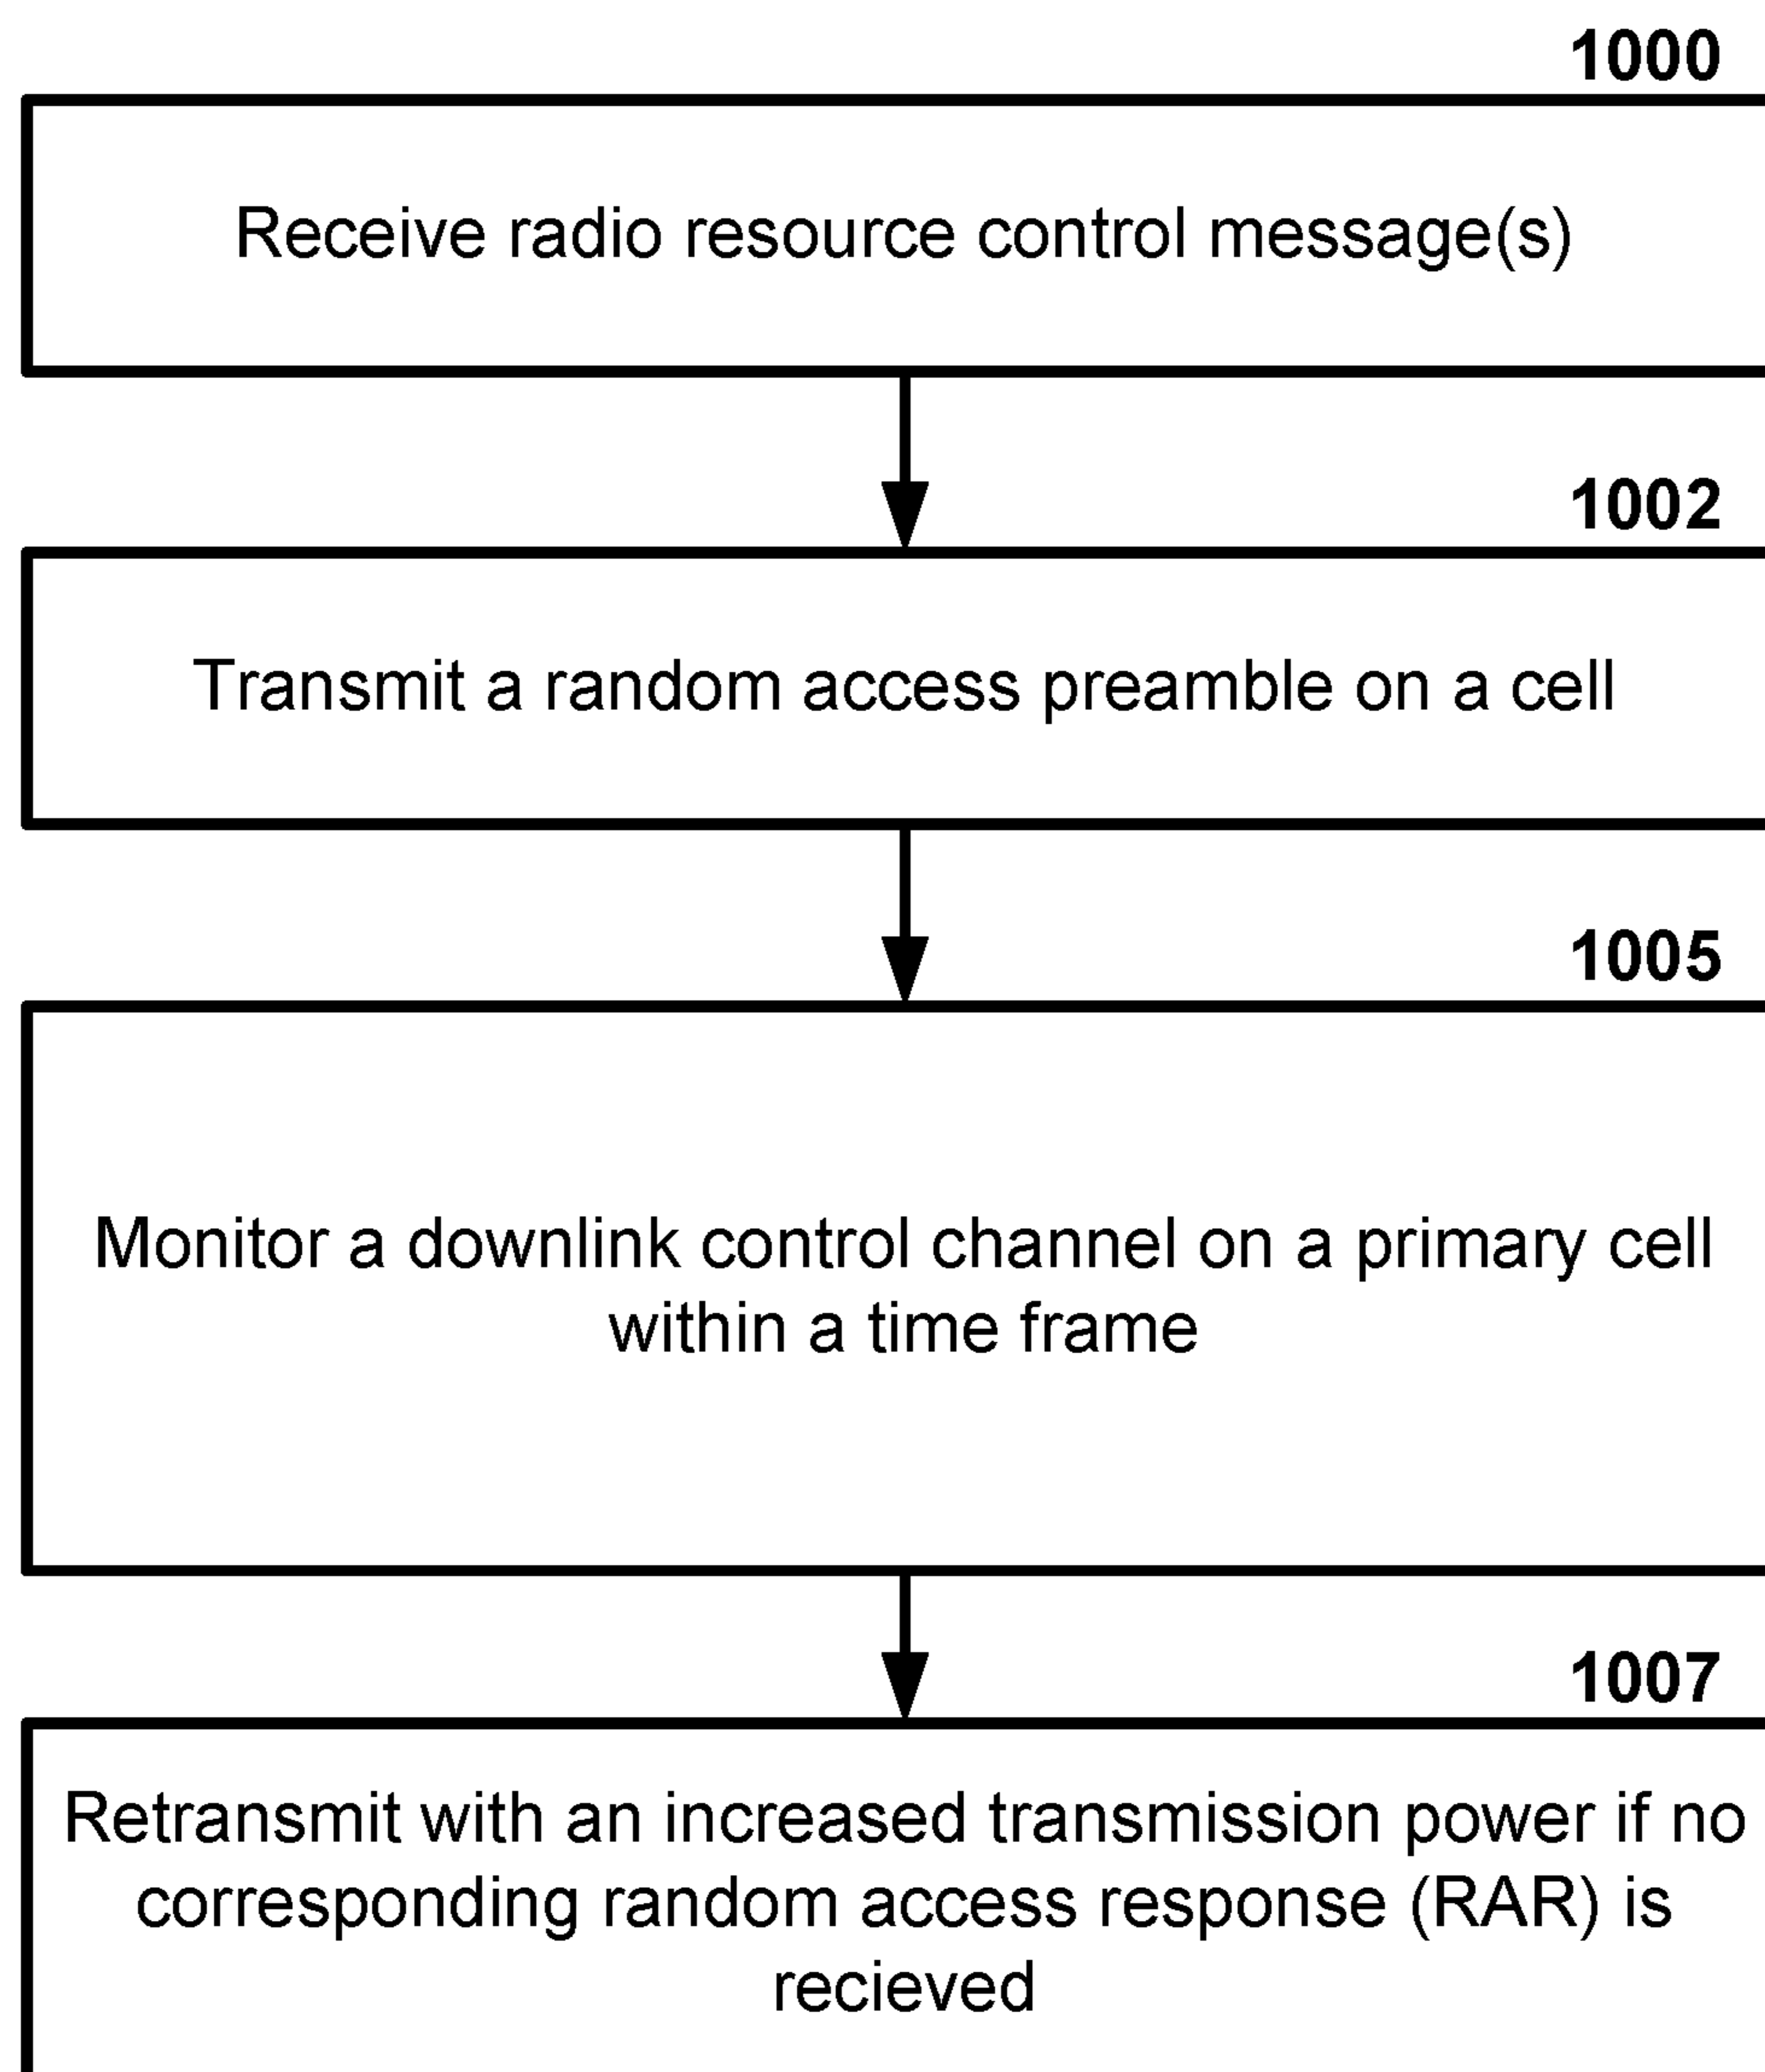 1000
Receive radio resource control message(s)
1002
Transmit a random access preamble on a cell
1005
Monitor a downlink control channel on a primary cell
within a time frame
1007
Retransmit with an increased transmission power if no
corresponding random access response (RAR) is
recieved